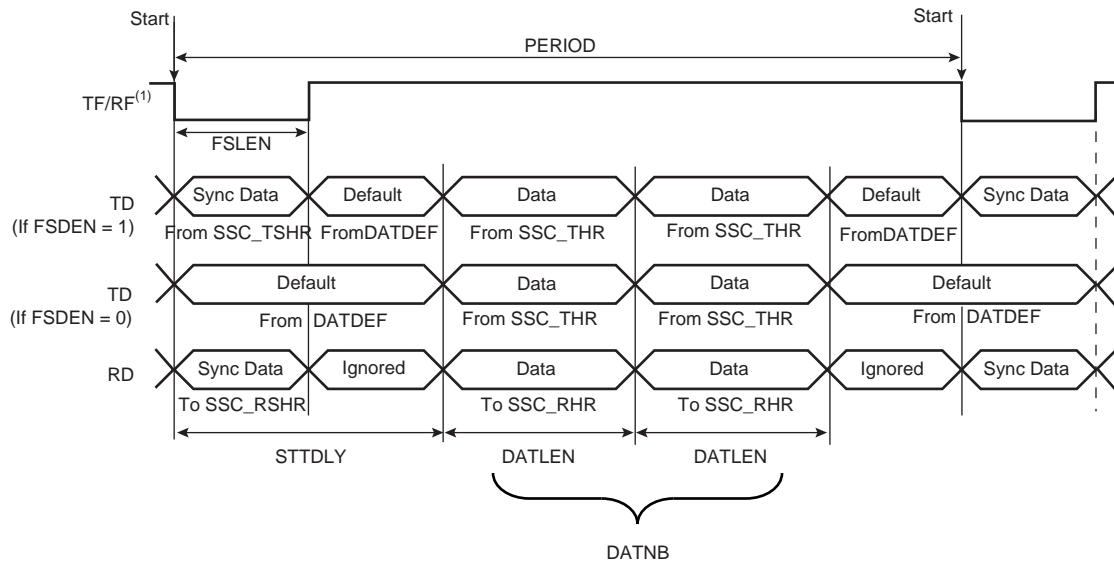 Start
Start
PERIOD
TF/RF(1)
FSLEN
TD
(If FSDEN = 1)
Sync Data
Default
Data
Data
Default
Sync Data
From SSC_TSHR
FromDATDEF
From SSC_THR
From SSC_THR
FromDATDEF
TD
(If FSDEN = 0)
Default
Data
Data
Default
From DATDEF
From SSC_THR
From SSC_THR
From DATDEF
RD
Sync Data
Ignored
Data
Data
Ignored
Sync Data
To SSC_RSHR
To SSC_RHR
To SSC_RHR
STTDLY
DATLEN
DATLEN
DATNB